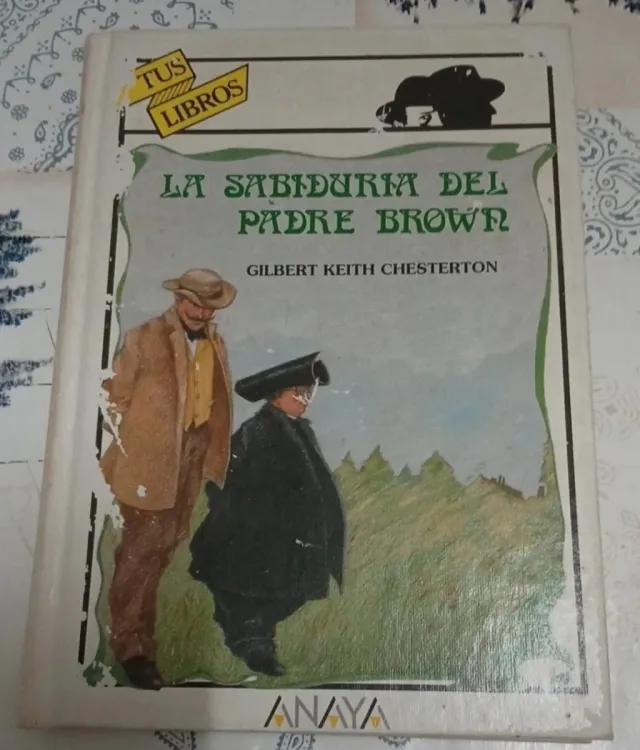 TUS
LIBROS
LA SABIDURIA DEL
PADRE BROWN
GILBERT KEITH CHESTERTON
ANAYA